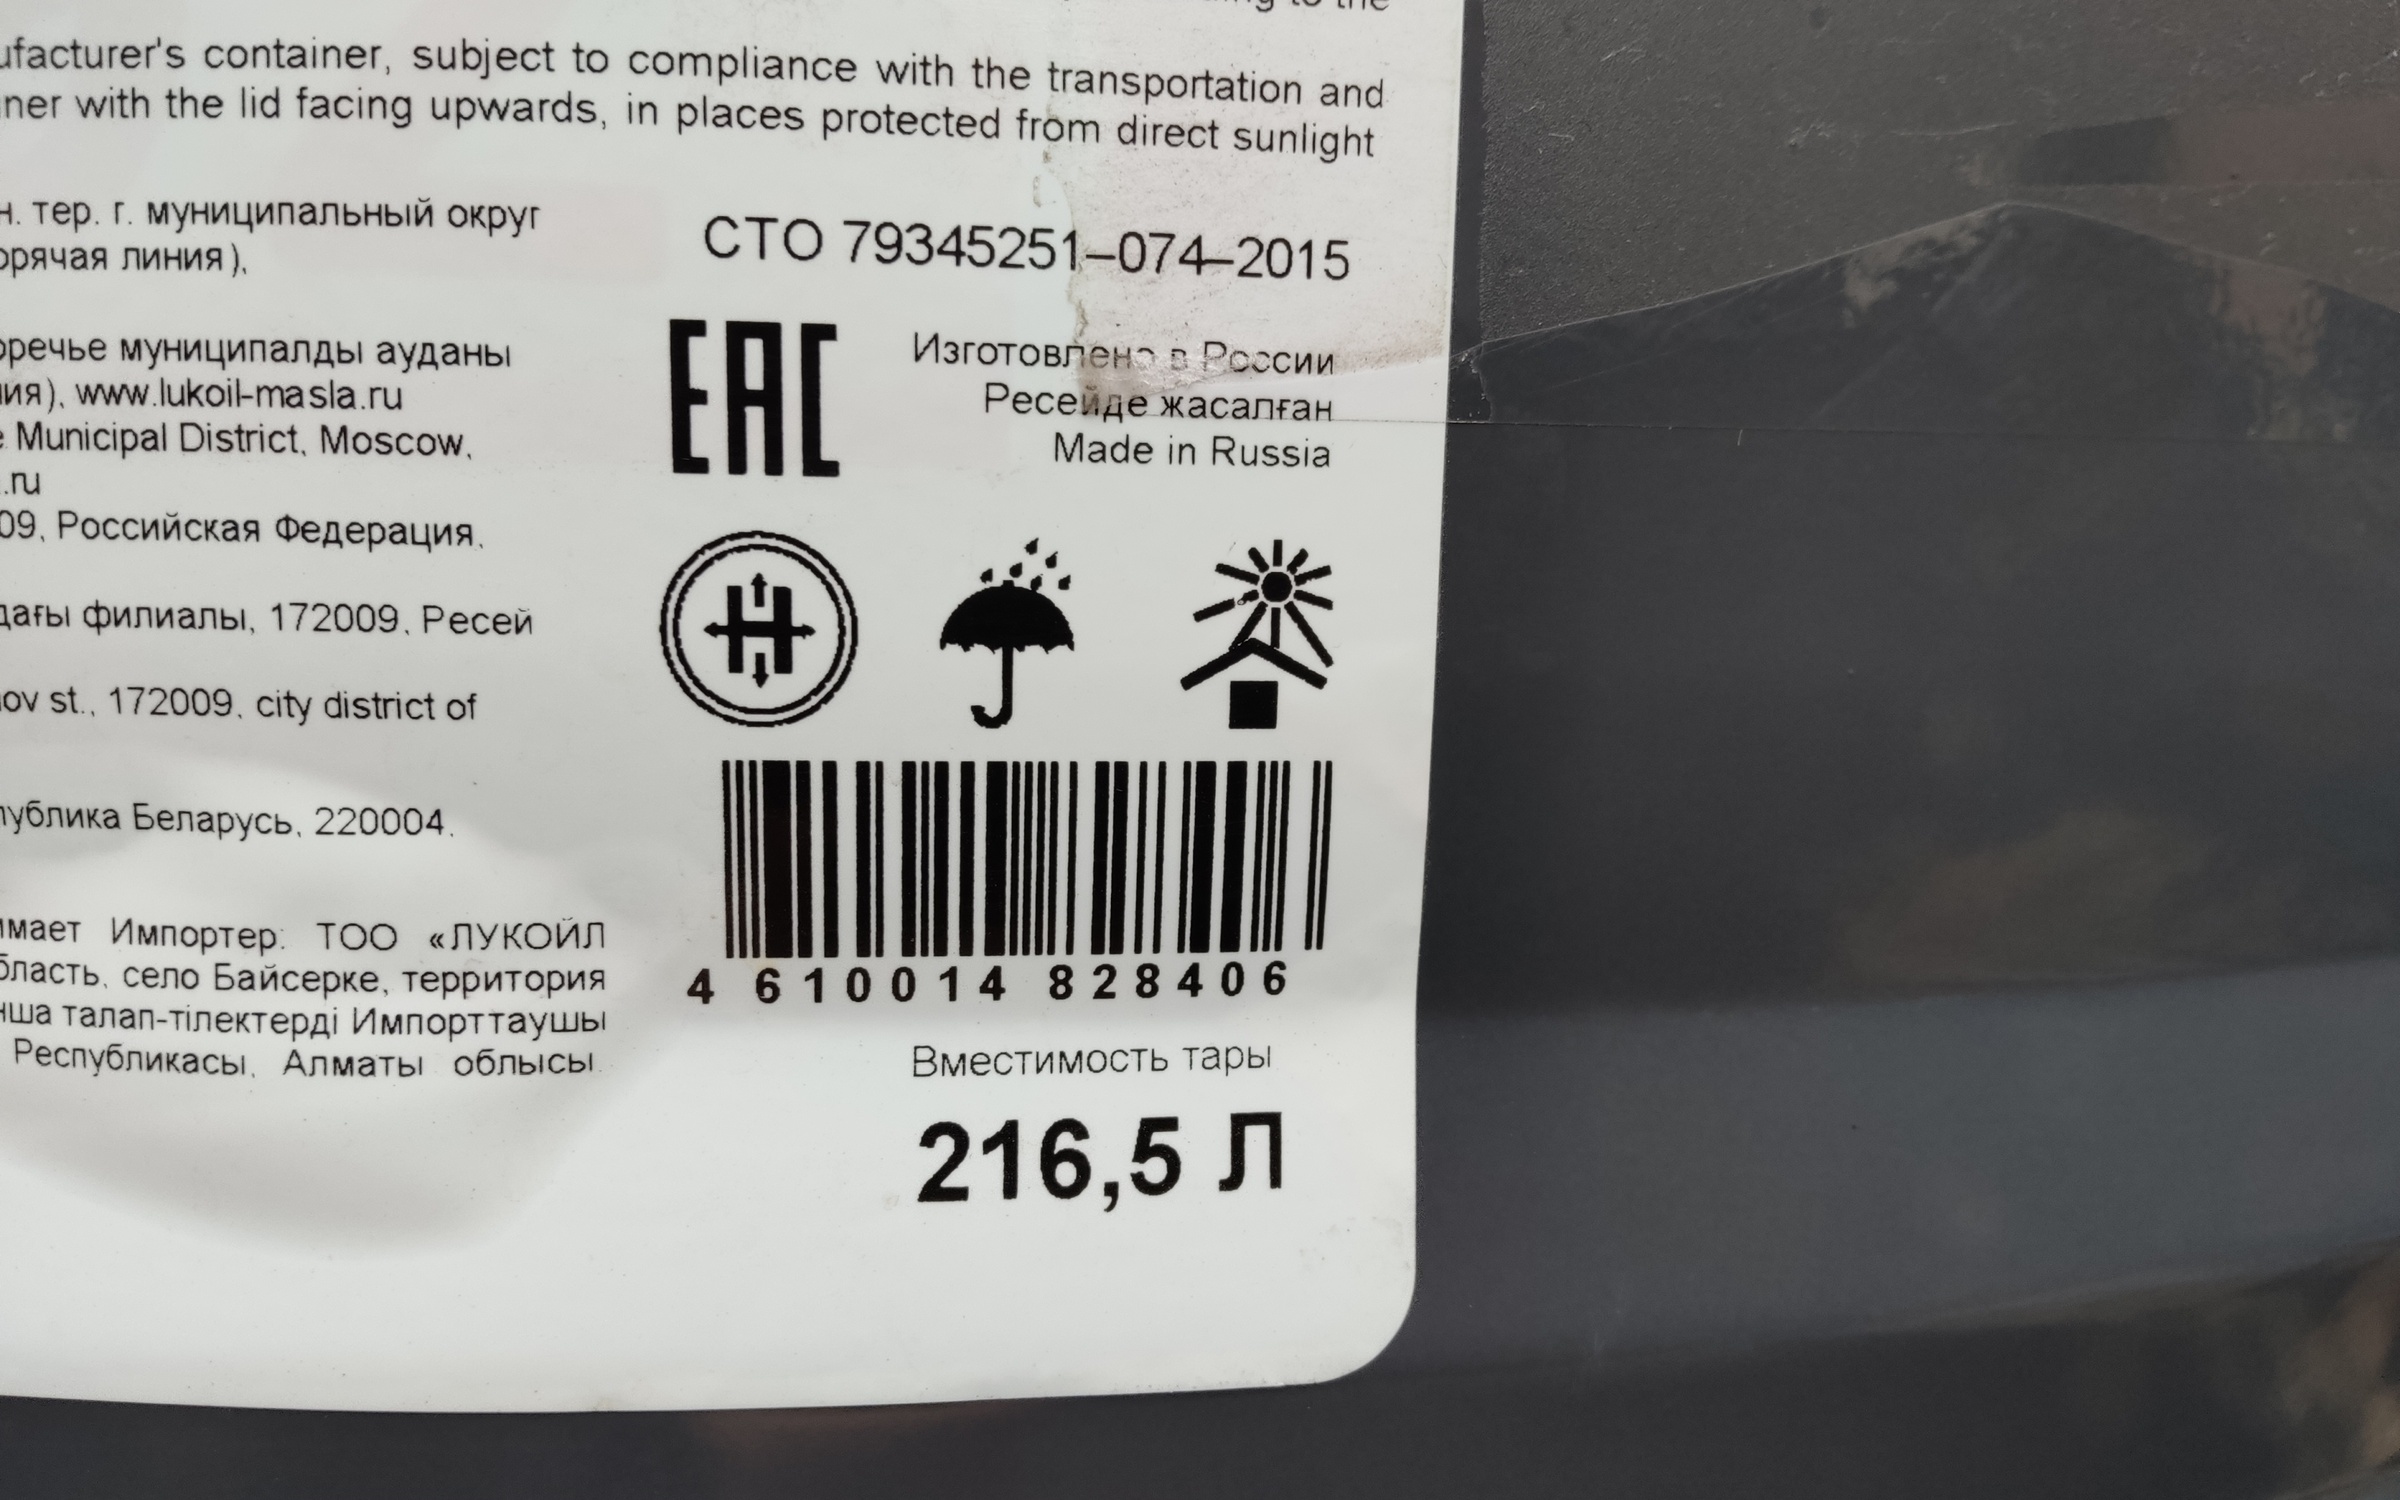 to the
ufacturer's container, subject to compliance with the transportation and
ner with the lid facing upwards, in places protected from direct sunlight
н. тер. г. муниципальный округ
орячая линия),
СТО 79345251–074–2015
оречье муниципалды ауданы
ия), www.lukoil-masla.ru
e Municipal District, Moscow,
.ru
09, Российская Федерация,
EAC
Изготовлено в России
Ресейде жасалған
Made in Russia
дағы филиалы, 172009, Ресей
ov st., 172009, city district of
публика Беларусь, 220004,
имает Импортер: ТОО «ЛУКОЙЛ
бласть, село Байсерке, территория
нша талап-тілектерді Импорттаушы
Республикасы, Алматы облысы
4 610014 828406
Вместимость тары
216,5 Л